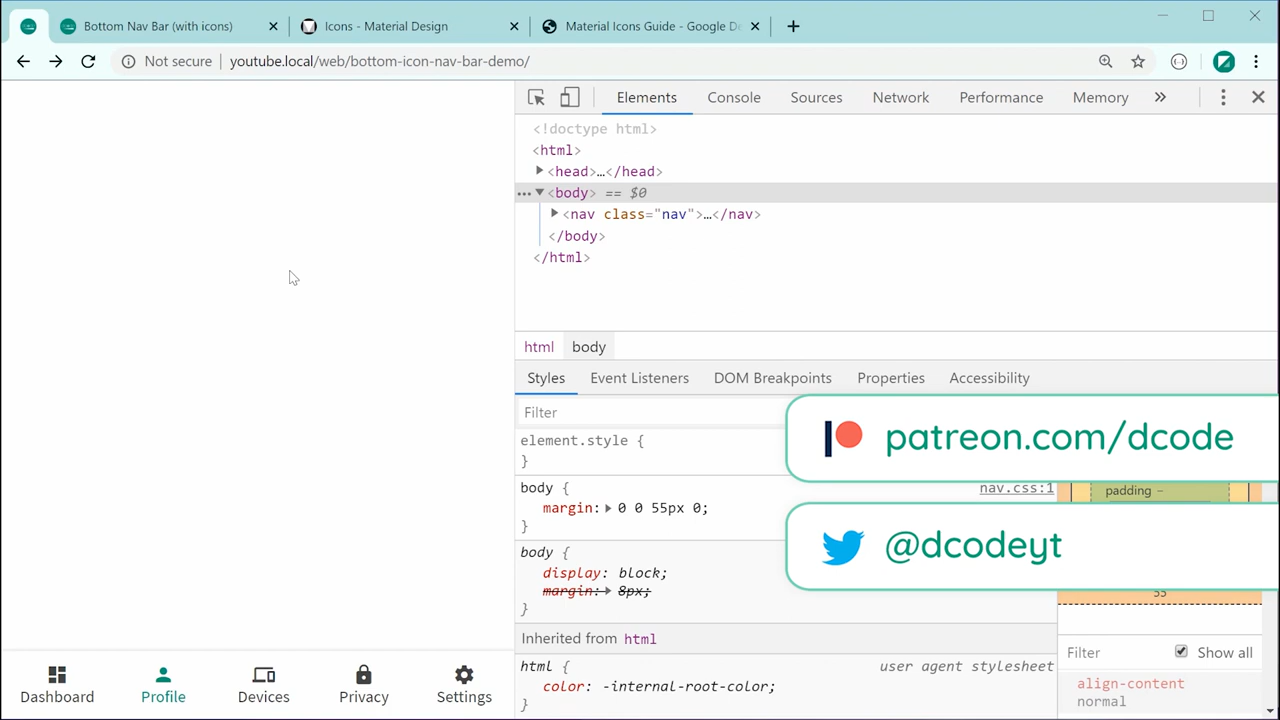 Bottom Nav Bar (with icons)
Icons - Material Design
Material Icons Guide - Google De
Not secure
youtube.local/web/bottom-icon-nav-bar-demo/
Elements
Console
Sources
Network
Performance
Memory
<!doctype html>
<html>
<head>…</head>
<body> == $0
<nav class="nav">…</nav>
</body>
</html>
html
body
Styles
Event Listeners
DOM Breakpoints
Properties
Accessibility
Filter
element.style {
}
body {
nav.css:1
margin: 0 0 55px 0;
}
body {
display: block;
margin: 8px;
}
Inherited from html
html {
user agent stylesheet
color: -internal-root-color;
}
patreon.com/dcode
padding –
@dcodeyt
Filter
Show all
align-content
normal
Dashboard
Profile
Devices
Privacy
Settings